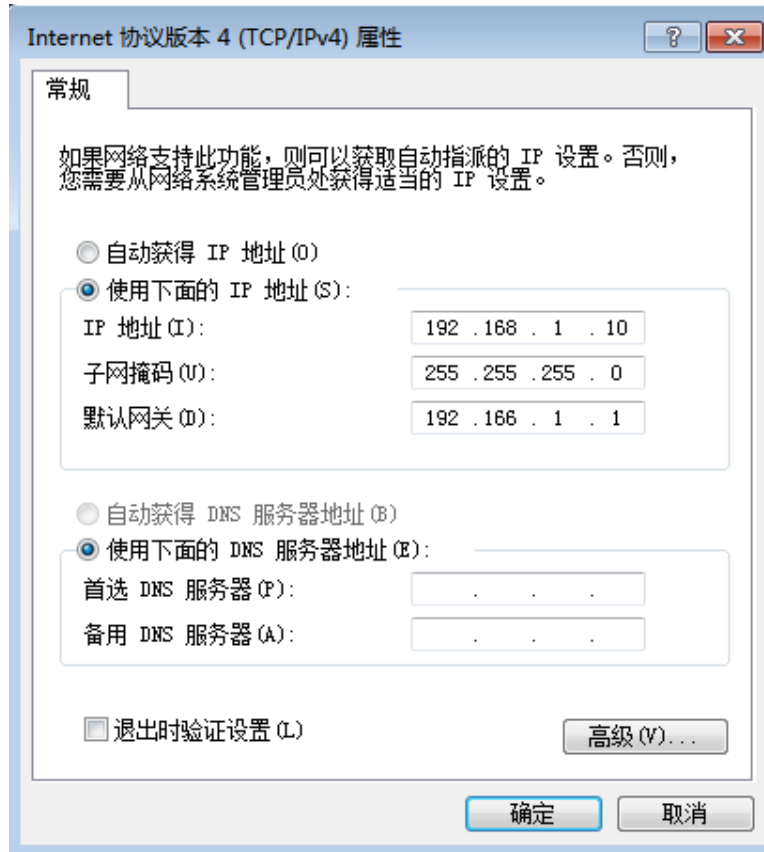 Internet 协议版本 4 (TCP/IPv4) 属性
常规
如果网络支持此功能，则可以获取自动指派的 IP 设置。否则，
您需要从网络系统管理员处获得适当的 IP 设置。
自动获得 IP 地址(O)
使用下面的 IP 地址(S):
IP 地址(I): 192 .168 . 1 . 10
子网掩码(U): 255 .255 .255 . 0
默认网关(D): 192 .166 . 1 . 1
自动获得 DNS 服务器地址(B)
使用下面的 DNS 服务器地址(E):
首选 DNS 服务器(P): . . .
备用 DNS 服务器(A): . . .
退出时验证设置(L)
高级(V)...
确定 取消